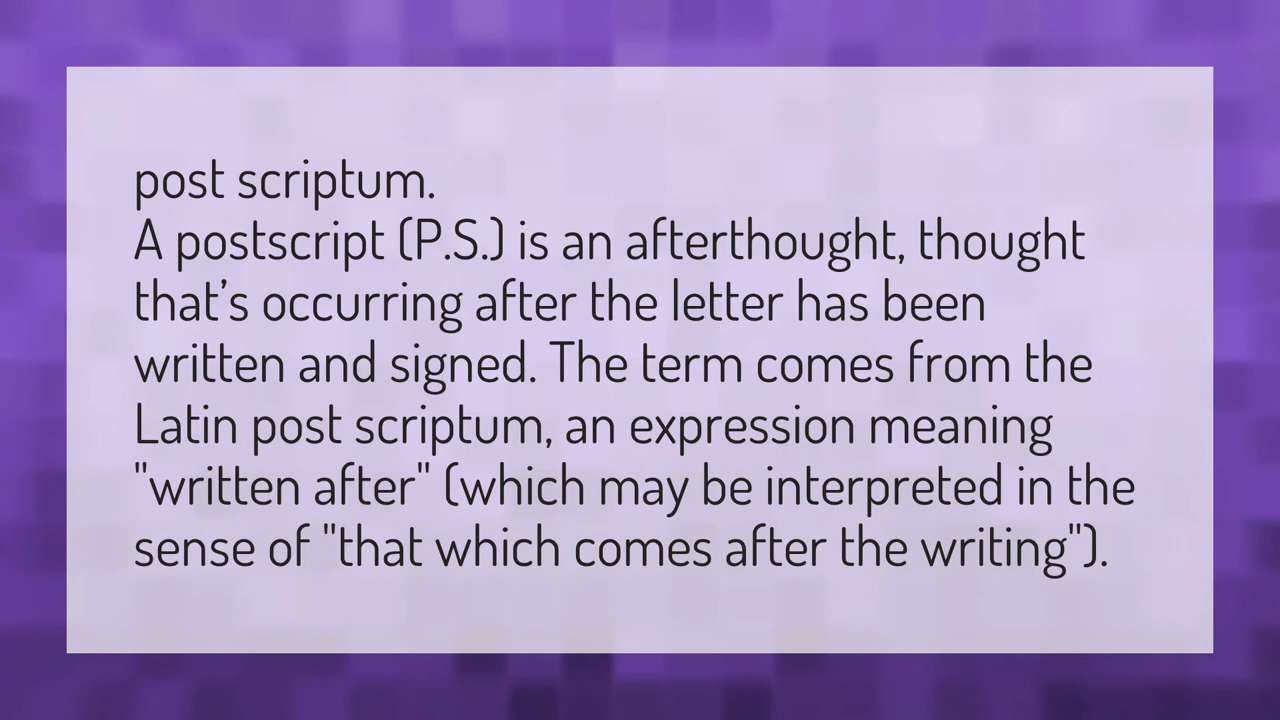 post scriptum.
A postscript (P.S.) is an afterthought, thought
that’s occurring after the letter has been
written and signed. The term comes from the
Latin post scriptum, an expression meaning
"written after" (which may be interpreted in the
sense of "that which comes after the writing").